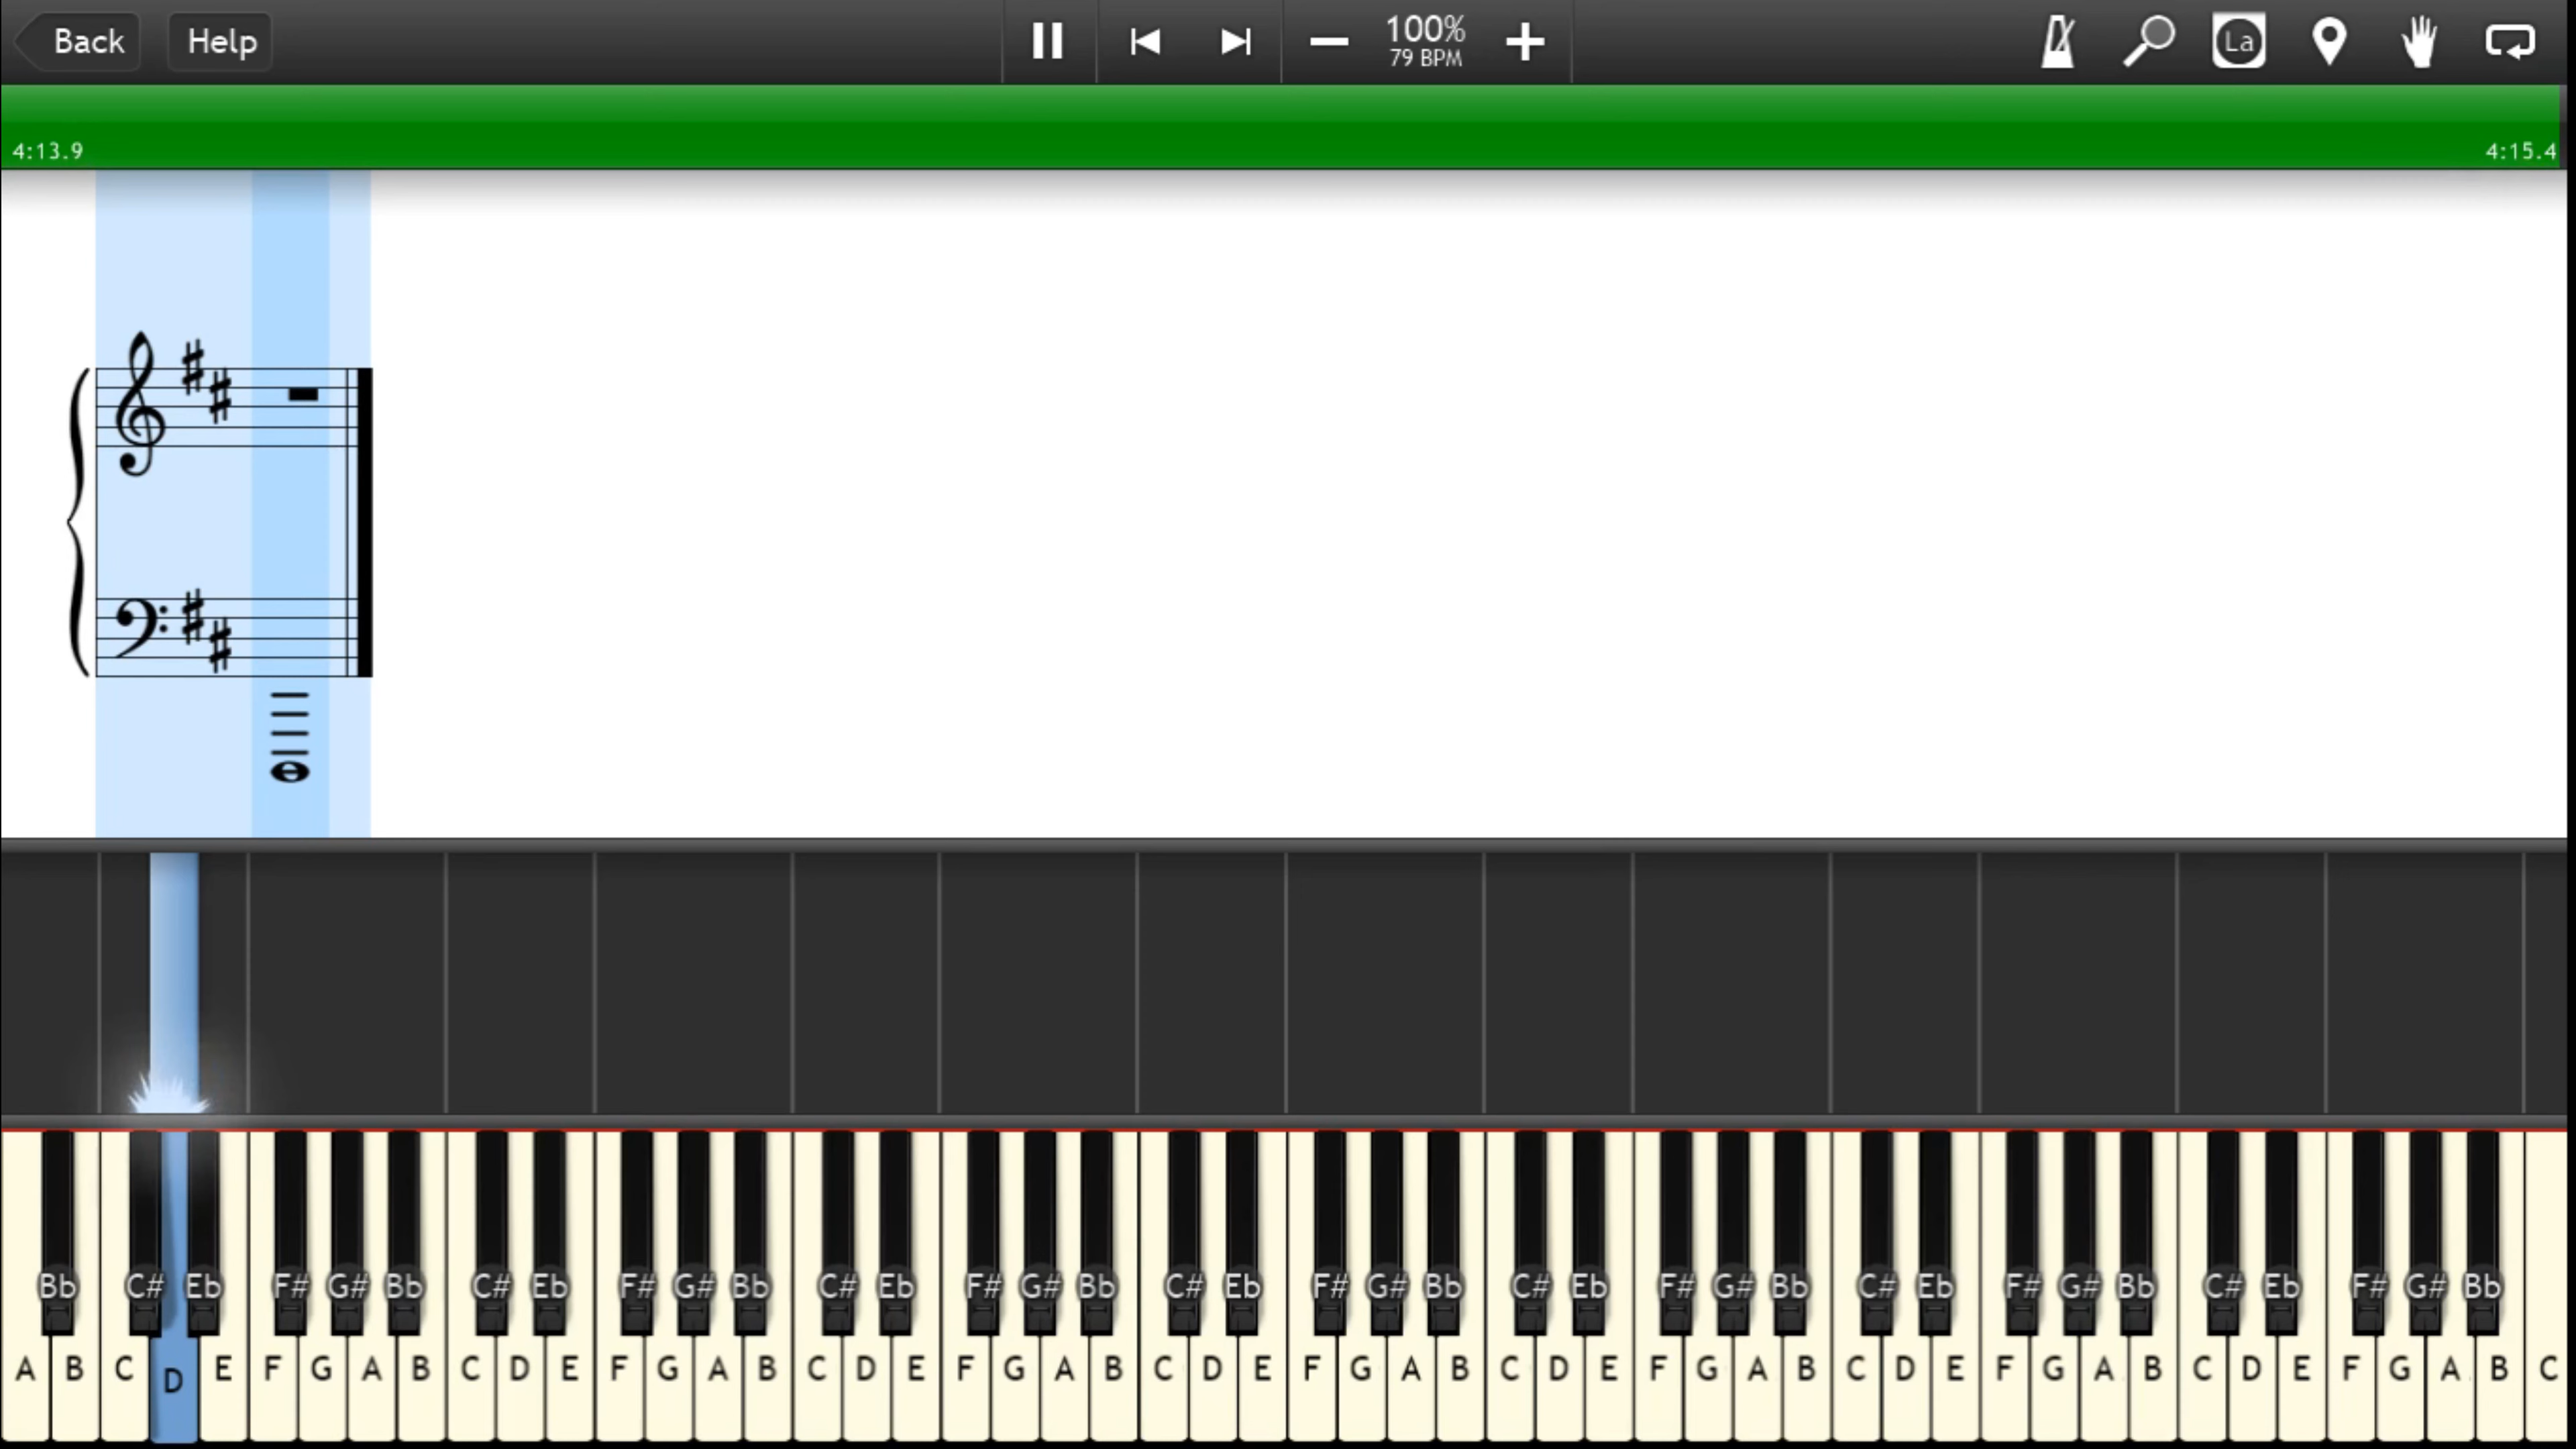 Back Help 100% La
79 BPM
4:13.9 4:15.4
Bb C# Eb F# G# Bb C# Eb F# G# Bb C# Eb F# G# Bb C# Eb F# G# Bb C# Eb F# G# Bb C# Eb F# G# Bb C# Eb F# G# Bb
A B C D E F G A B C D E F G A B C D E F G A B C D E F G A B C D E F G A B C D E F G A B C D E F G A B C